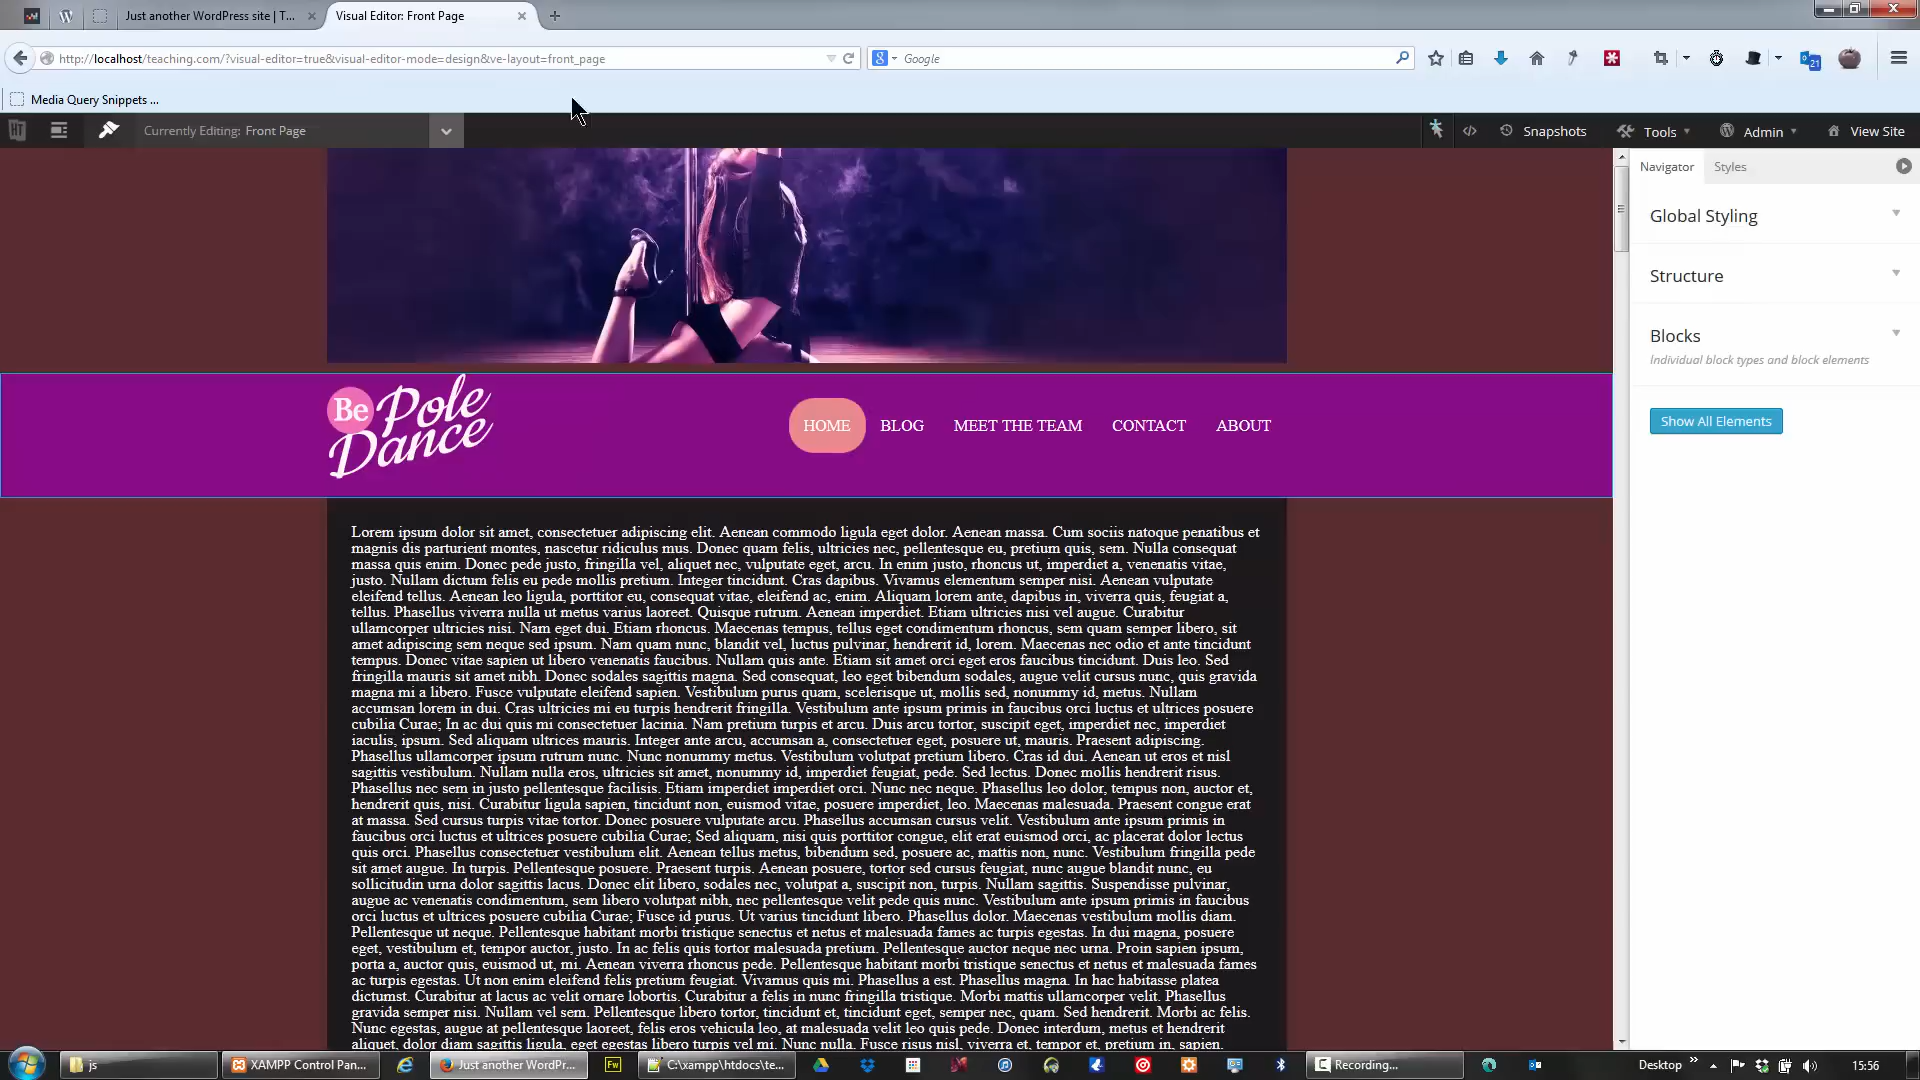 Just another WordPress site | T...
Visual Editor: Front Page
http://localhost/teaching.com/?visual-editor=true&visual-editor-mode=design&ve-layout=front_page
Google
21
Media Query Snippets ...
Currently Editing: Front Page
Snapshots
Tools
Admin
View Site
Navigator
Styles
Global Styling
Structure
Blocks
Individual block types and block elements
Show All Elements
Be Pole
Dance
HOME
BLOG
MEET THE TEAM
CONTACT
ABOUT
Lorem ipsum dolor sit amet, consectetuer adipiscing elit. Aenean commodo ligula eget dolor. Aenean massa. Cum sociis natoque penatibus et
magnis dis parturient montes, nascetur ridiculus mus. Donec quam felis, ultricies nec, pellentesque eu, pretium quis, sem. Nulla consequat
massa quis enim. Donec pede justo, fringilla vel, aliquet nec, vulputate eget, arcu. In enim justo, rhoncus ut, imperdiet a, venenatis vitae,
justo. Nullam dictum felis eu pede mollis pretium. Integer tincidunt. Cras dapibus. Vivamus elementum semper nisi. Aenean vulputate
eleifend tellus. Aenean leo ligula, porttitor eu, consequat vitae, eleifend ac, enim. Aliquam lorem ante, dapibus in, viverra quis, feugiat a,
tellus. Phasellus viverra nulla ut metus varius laoreet. Quisque rutrum. Aenean imperdiet. Etiam ultricies nisi vel augue. Curabitur
ullamcorper ultricies nisi. Nam eget dui. Etiam rhoncus. Maecenas tempus, tellus eget condimentum rhoncus, sem quam semper libero, sit
amet adipiscing sem neque sed ipsum. Nam quam nunc, blandit vel, luctus pulvinar, hendrerit id, lorem. Maecenas nec odio et ante tincidunt
tempus. Donec vitae sapien ut libero venenatis faucibus. Nullam quis ante. Etiam sit amet orci eget eros faucibus tincidunt. Duis leo. Sed
fringilla mauris sit amet nibh. Donec sodales sagittis magna. Sed consequat, leo eget bibendum sodales, augue velit cursus nunc, quis gravida
magna mi a libero. Fusce vulputate eleifend sapien. Vestibulum purus quam, scelerisque ut, mollis sed, nonummy id, metus. Nullam
accumsan lorem in dui. Cras ultricies mi eu turpis hendrerit fringilla. Vestibulum ante ipsum primis in faucibus orci luctus et ultrices posuere
cubilia Curae; In ac dui quis mi consectetuer lacinia. Nam pretium turpis et arcu. Duis arcu tortor, suscipit eget, imperdiet nec, imperdiet
iaculis, ipsum. Sed aliquam ultrices mauris. Integer ante arcu, accumsan a, consectetuer eget, posuere ut, mauris. Praesent adipiscing.
Phasellus ullamcorper ipsum rutrum nunc. Nunc nonummy metus. Vestibulum volutpat pretium libero. Cras id dui. Aenean ut eros et nisl
sagittis vestibulum. Nullam nulla eros, ultricies sit amet, nonummy id, imperdiet feugiat, pede. Sed lectus. Donec mollis hendrerit risus.
Phasellus nec sem in justo pellentesque facilisis. Etiam imperdiet imperdiet orci. Nunc nec neque. Phasellus leo dolor, tempus non, auctor et,
hendrerit quis, nisi. Curabitur ligula sapien, tincidunt non, euismod vitae, posuere imperdiet, leo. Maecenas malesuada. Praesent congue erat
at massa. Sed cursus turpis vitae tortor. Donec posuere vulputate arcu. Phasellus accumsan cursus velit. Vestibulum ante ipsum primis in
faucibus orci luctus et ultrices posuere cubilia Curae; Sed aliquam, nisi quis porttitor congue, elit erat euismod orci, ac placerat dolor lectus
quis orci. Phasellus consectetuer vestibulum elit. Aenean tellus metus, bibendum sed, posuere ac, mattis non, nunc. Vestibulum fringilla pede
sit amet augue. In turpis. Pellentesque posuere. Praesent turpis. Aenean posuere, tortor sed cursus feugiat, nunc augue blandit nunc, eu
sollicitudin urna dolor sagittis lacus. Donec elit libero, sodales nec, volutpat a, suscipit non, turpis. Nullam sagittis. Suspendisse pulvinar,
augue ac venenatis condimentum, sem libero volutpat nibh, nec pellentesque velit pede quis nunc. Vestibulum ante ipsum primis in faucibus
orci luctus et ultrices posuere cubilia Curae; Fusce id purus. Ut varius tincidunt libero. Phasellus dolor. Maecenas vestibulum mollis diam.
Pellentesque ut neque. Pellentesque habitant morbi tristique senectus et netus et malesuada fames ac turpis egestas. In dui magna, posuere
eget, vestibulum et, tempor auctor, justo. In ac felis quis tortor malesuada pretium. Pellentesque auctor neque nec urna. Proin sapien ipsum,
porta a, auctor quis, euismod ut, mi. Aenean viverra rhoncus pede. Pellentesque habitant morbi tristique senectus et netus et malesuada fames
ac turpis egestas. Ut non enim eleifend felis pretium feugiat. Vivamus quis mi. Phasellus a est. Phasellus magna. In hac habitasse platea
dictumst. Curabitur at lacus ac velit ornare lobortis. Curabitur a felis in nunc fringilla tristique. Morbi mattis ullamcorper velit. Phasellus
gravida semper nisi. Nullam vel sem. Pellentesque libero tortor, tincidunt et, tincidunt eget, semper nec, quam. Sed hendrerit. Morbi ac felis.
Nunc egestas, augue at pellentesque laoreet, felis eros vehicula leo, at malesuada velit leo quis pede. Donec interdum, metus et hendrerit
aliquet, dolor diam sagittis ligula, eget egestas libero turpis vel mi. Nunc nulla. Fusce risus nisl, viverra et, tempor et, pretium in, sapien.
js
XAMPP Control Pan...
Just another WordPr...
Fw
C:\xampp\htdocs\te...
Recording...
Desktop
15:56